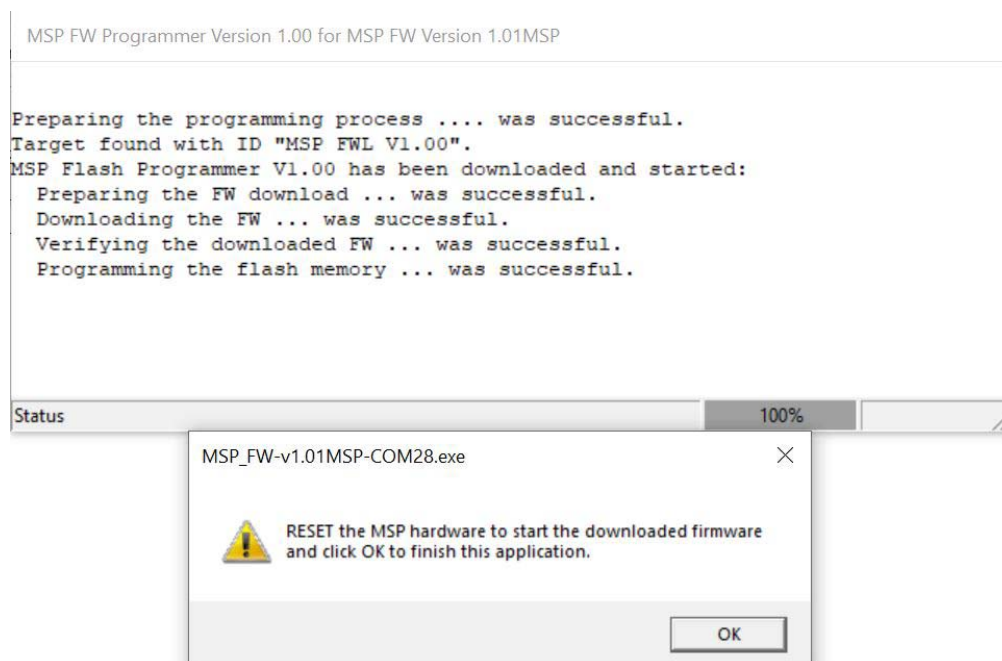 MSP FW Programmer Version 1.00 for MSP FW Version 1.01MSP
Preparing the programming process .... was successful.
Target found with ID "MSP FWL V1.00".
MSP Flash Programmer V1.00 has been downloaded and started:
Preparing the FW download ... was successful.
Downloading the FW ... was successful.
Verifying the downloaded FW ... was successful.
Programming the flash memory ... was successful.
Status 100%
MSP_FW-v1.01MSP-COM28.exe
RESET the MSP hardware to start the downloaded firmware
and click OK to finish this application.
OK